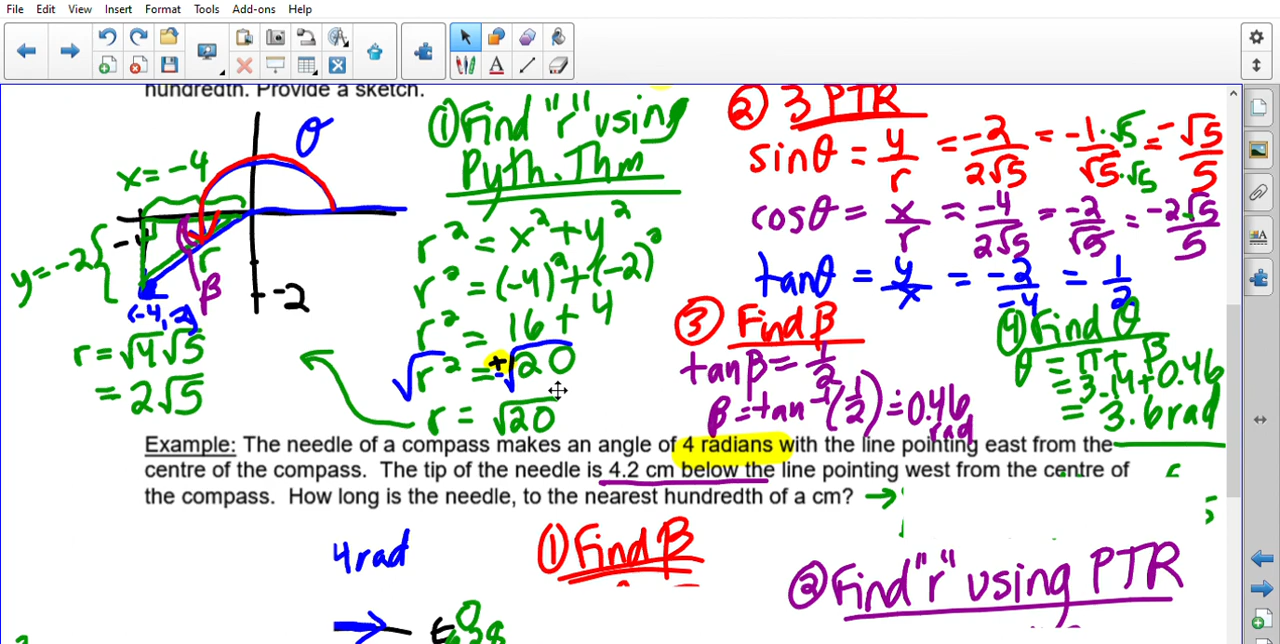 File Edit View Insert Format Tools Add-ons Help
hundredth. Provide a sketch.
θ
x = -4
y = -2
-4
r
β
-2
(-4,-2)
r = √4√5
= 2√5
① Find "r" using
Pyth. Thm
r² = x² + y²
r² = (-4)² + (-2)²
r² = 16 + 4
√r² = ±√20
r = √20
② 3 PTR
sinθ = y/r = -2/2√5 = -1·√5/√5·√5 = -√5/5
cosθ = x/r = -4/2√5 = -2/√5 = -2√5/5
tanθ = y/x = -2/-4 = 1/2
③ Find β
tanβ = 1/2
β = tan⁻¹(1/2) ≐ 0.46 rad
④ Find θ
θ = π + β
= 3.14 + 0.46
= 3.6 rad
Example: The needle of a compass makes an angle of 4 radians with the line pointing east from the
centre of the compass. The tip of the needle is 4.2 cm below the line pointing west from the centre of
the compass. How long is the needle, to the nearest hundredth of a cm?
4 rad
① Find β
② Find "r" using PTR